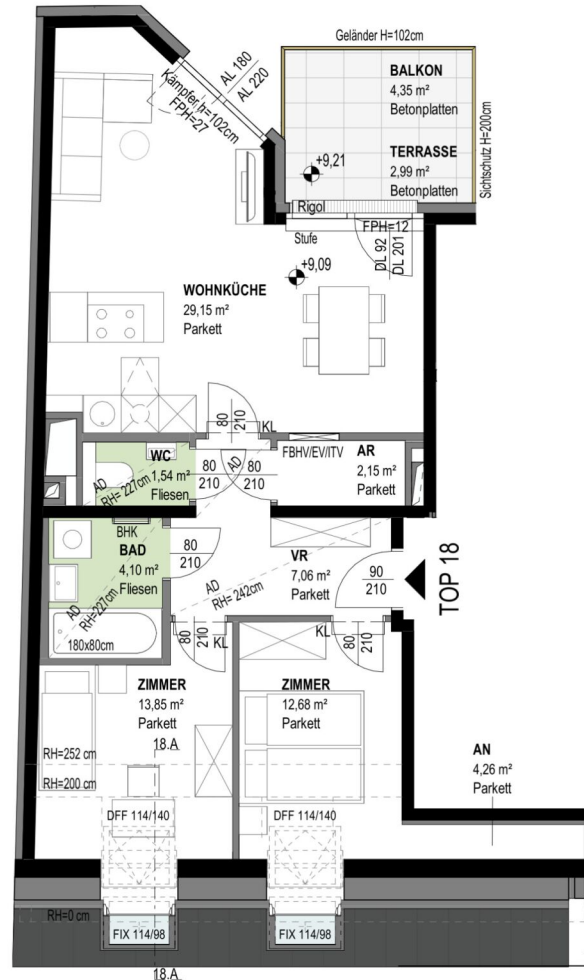 Geländer H=102cm
BALKON
4,35 m²
Betonplatten
TERRASSE
2,99 m²
Betonplatten
Sichtschutz H=200cm
AL 180
AL 220
Kämpfer h=102cm
FPH=27
+9,21
Rigol
Stufe
FPH=12
DL 92
DL 201
+9,09
WOHNKÜCHE
29,15 m²
Parkett
80
210
KL
FBHV/EV/ITV
AR
2,15 m²
Parkett
WC
1,54 m²
Fliesen
AD
RH= 227cm
80
210
AD
80
210
BHK
BAD
4,10 m²
Fliesen
AD
RH=227cm
180x80cm
80
210
AD
RH= 242cm
VR
7,06 m²
Parkett
90
210
TOP 18
80
210
KL
KL
80
210
ZIMMER
13,85 m²
Parkett
18.A
ZIMMER
12,68 m²
Parkett
AN
4,26 m²
Parkett
RH=252 cm
RH=200 cm
DFF 114/140
DFF 114/140
RH=0 cm
FIX 114/98
FIX 114/98
18.A